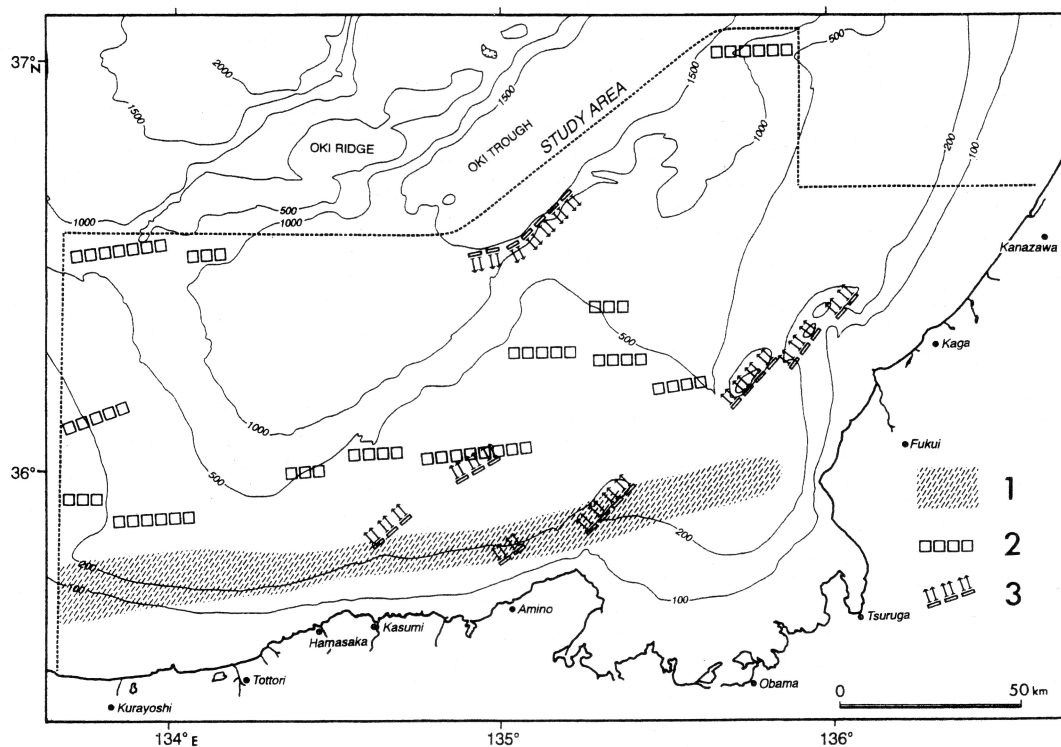 37°
N
2000
1500
500
1500
1500
500
1000
STUDY AREA
OKI RIDGE
OKI TROUGH
200
100
1000
500
1000
Kanazawa
500
Kaga
1000
36°
500
Fukui
1
200
200
2
100
100
3
Amino
Tsuruga
Kasumi
Hamasaka
Tottori
Obama
0 50 km
Kurayoshi
134° E
135°
136°